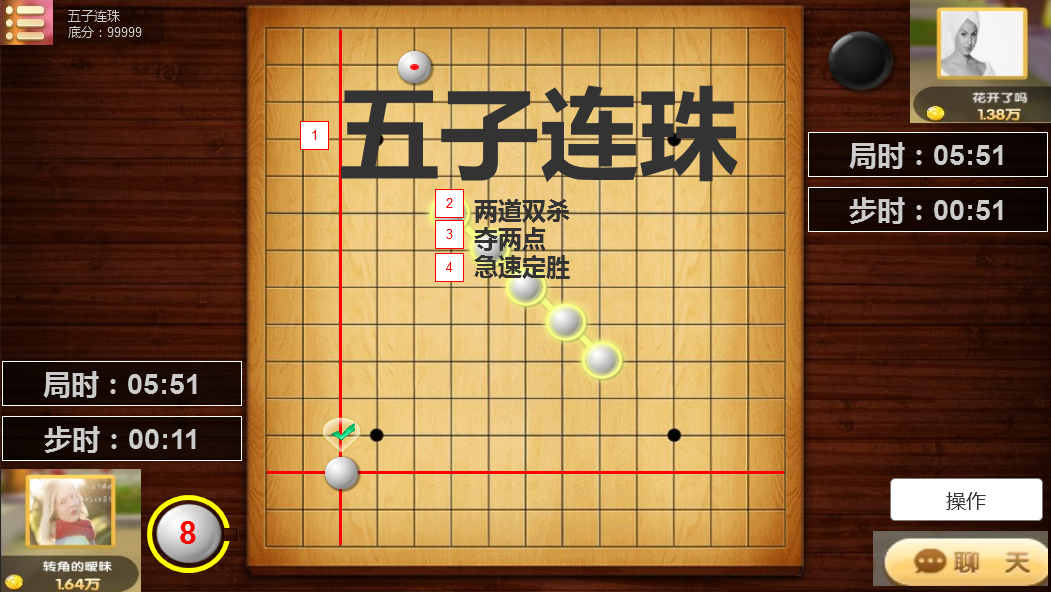 五子连珠
底分：99999
花开了吗
1.38万
局时：05:51
步时：00:51
1
五子连珠
2
两道双杀
3
夺两点
4
急速定胜
局时：05:51
步时：00:11
转角的暧昧
1.64万
8
操作
聊 天